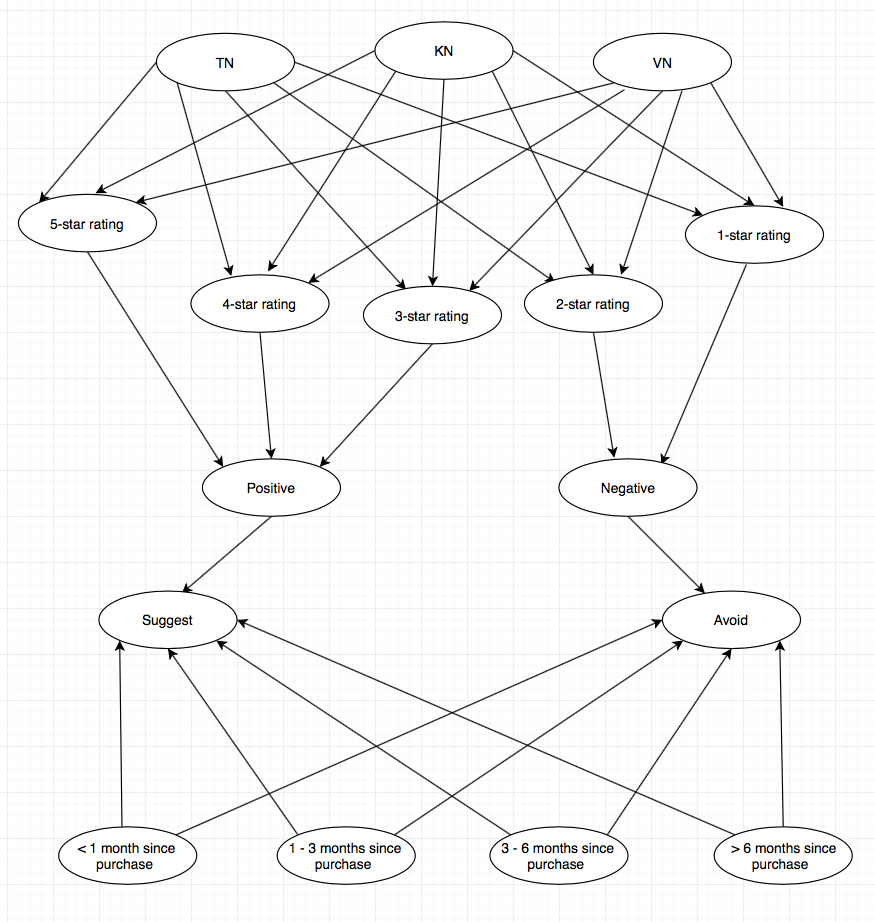 TN
KN
VN
5-star rating
1-star rating
4-star rating
3-star rating
2-star rating
Positive
Negative
Suggest
Avoid
< 1 month since
purchase
1 - 3 months since
purchase
3 - 6 months since
purchase
> 6 months since
purchase